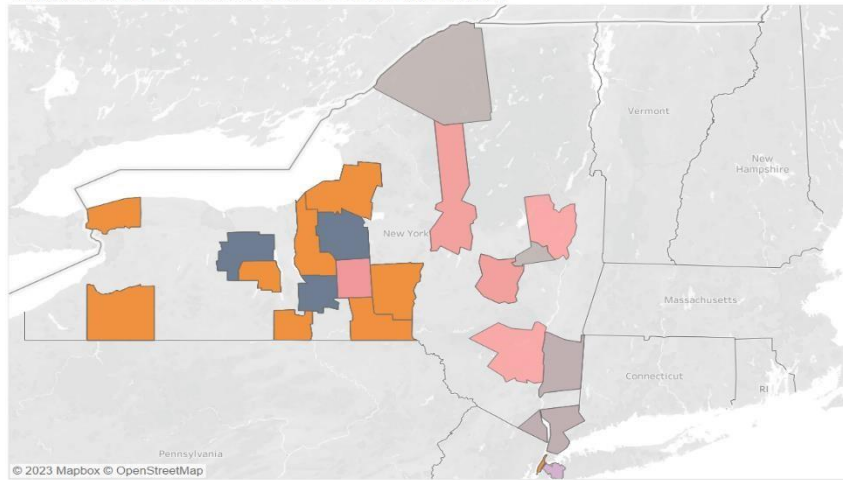 Vermont
New
Hampshire
New York
Massachusetts
Connecticut
RI
Pennsylvania
© 2023 Mapbox © OpenStreetMap